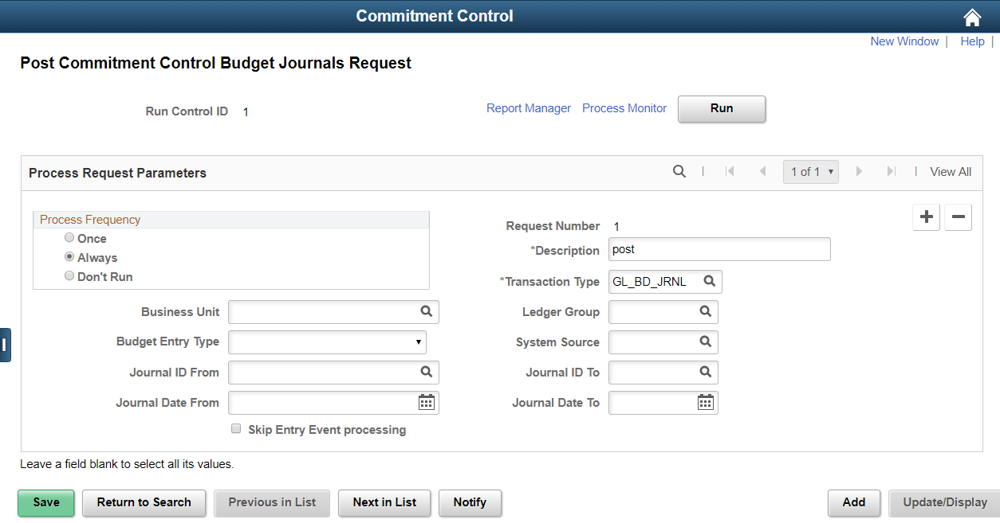 Commitment Control
New Window | Help |
Post Commitment Control Budget Journals Request
Run Control ID 1 Report Manager Process Monitor Run
Process Request Parameters | 1 of 1 | View All
Process Frequency
Once
Always
Don't Run
Request Number 1
*Description post
*Transaction Type GL_BD_JRNL
Business Unit Ledger Group
Budget Entry Type System Source
Journal ID From Journal ID To
Journal Date From Journal Date To
Skip Entry Event processing
Leave a field blank to select all its values.
Save Return to Search Previous in List Next in List Notify Add Update/Display